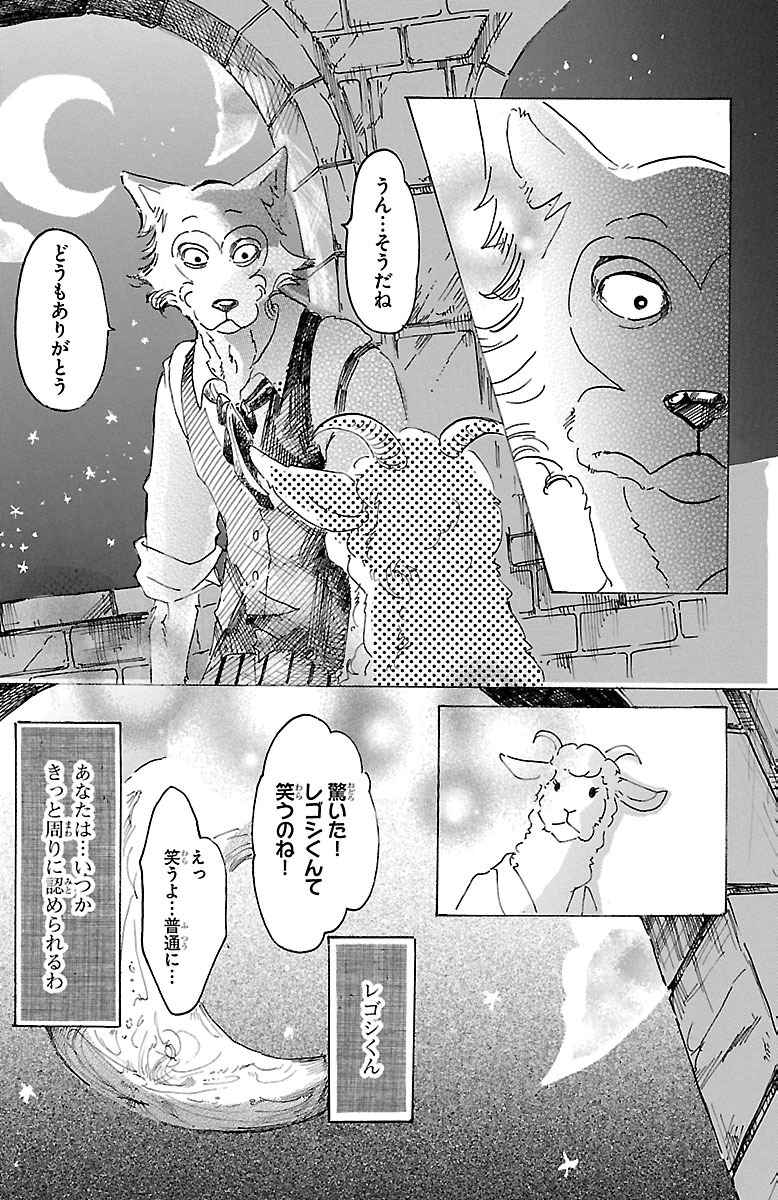 うん…そうだね
どうもありがとう
驚いた！
レゴシくんて
笑うのね！
えっ
笑うよ…普通に…
レゴシくん
あなたは…いつか
きっと周りに認められるわ